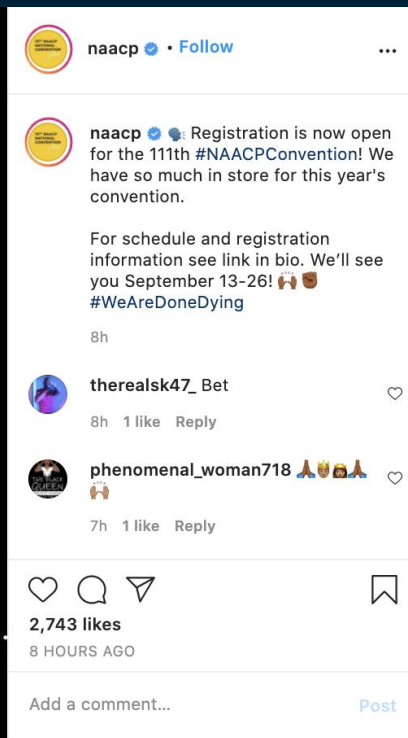 naacp • Follow
naacp 🗣️ Registration is now open
for the 111th #NAACPConvention! We
have so much in store for this year's
convention.
For schedule and registration
information see link in bio. We'll see
you September 13-26! 🙌🏾✊🏾
#WeAreDoneDying
8h
therealsk47_ Bet
8h 1 like Reply
phenomenal_woman718 🙏🏾🤴🏽👸🏾🙏🏾
🙌🏽
7h 1 like Reply
2,743 likes
8 HOURS AGO
Add a comment...
Post